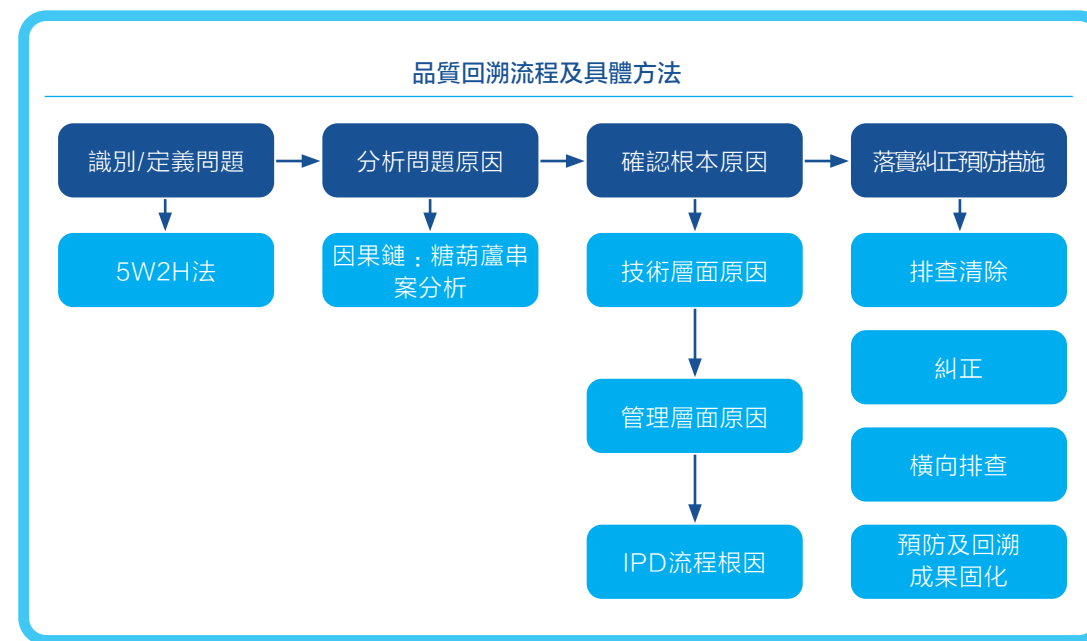 品質回溯流程及具體方法
識別/定義問題
分析問題原因
確認根本原因
落實糾正預防措施
5W2H法
因果鏈：糖葫蘆串
案分析
技術層面原因
排查清除
管理層面原因
糾正
橫向排查
IPD流程根因
預防及回溯
成果固化